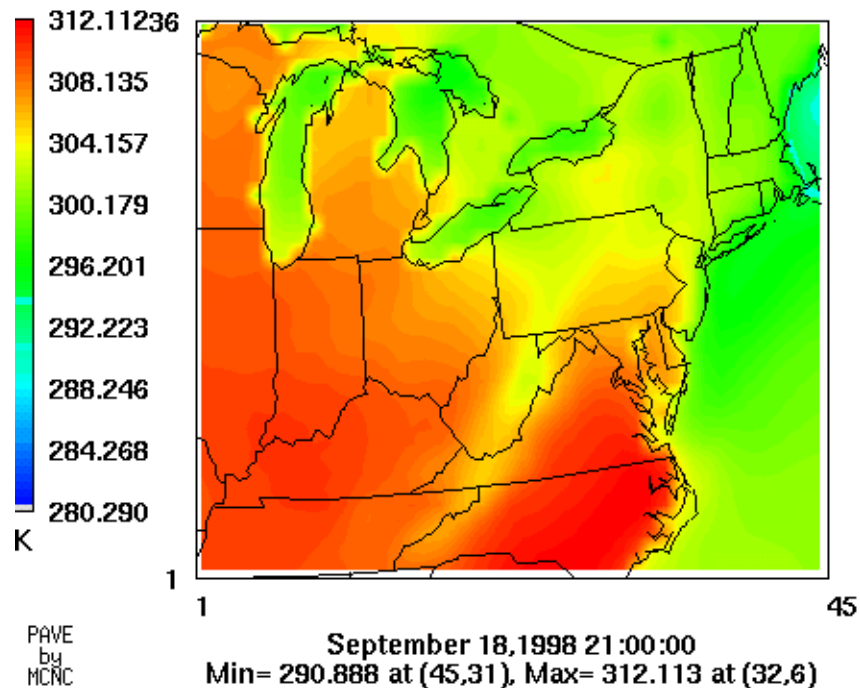 312.112
308.135
304.157
300.179
296.201
292.223
288.246
284.268
280.290
K
36
1
1
45
PAVE
by
MCNC
September 18,1998 21:00:00
Min= 290.888 at (45,31), Max= 312.113 at (32,6)